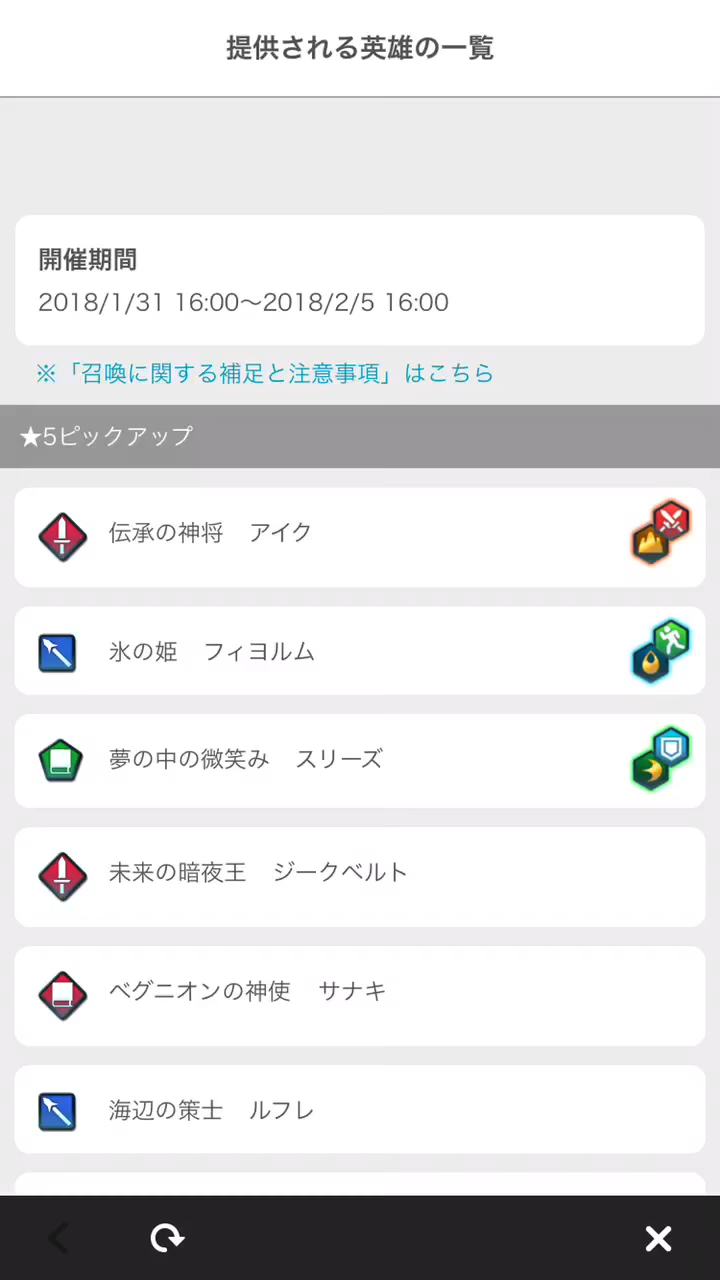 提供される英雄の一覧
開催期間
2018/1/31 16:00〜2018/2/5 16:00
※「召喚に関する補足と注意事項」はこちら
★5ピックアップ
伝承の神将　アイク
氷の姫　フィヨルム
夢の中の微笑み　スリーズ
未来の暗夜王　ジークベルト
ベグニオンの神使　サナキ
海辺の策士　ルフレ